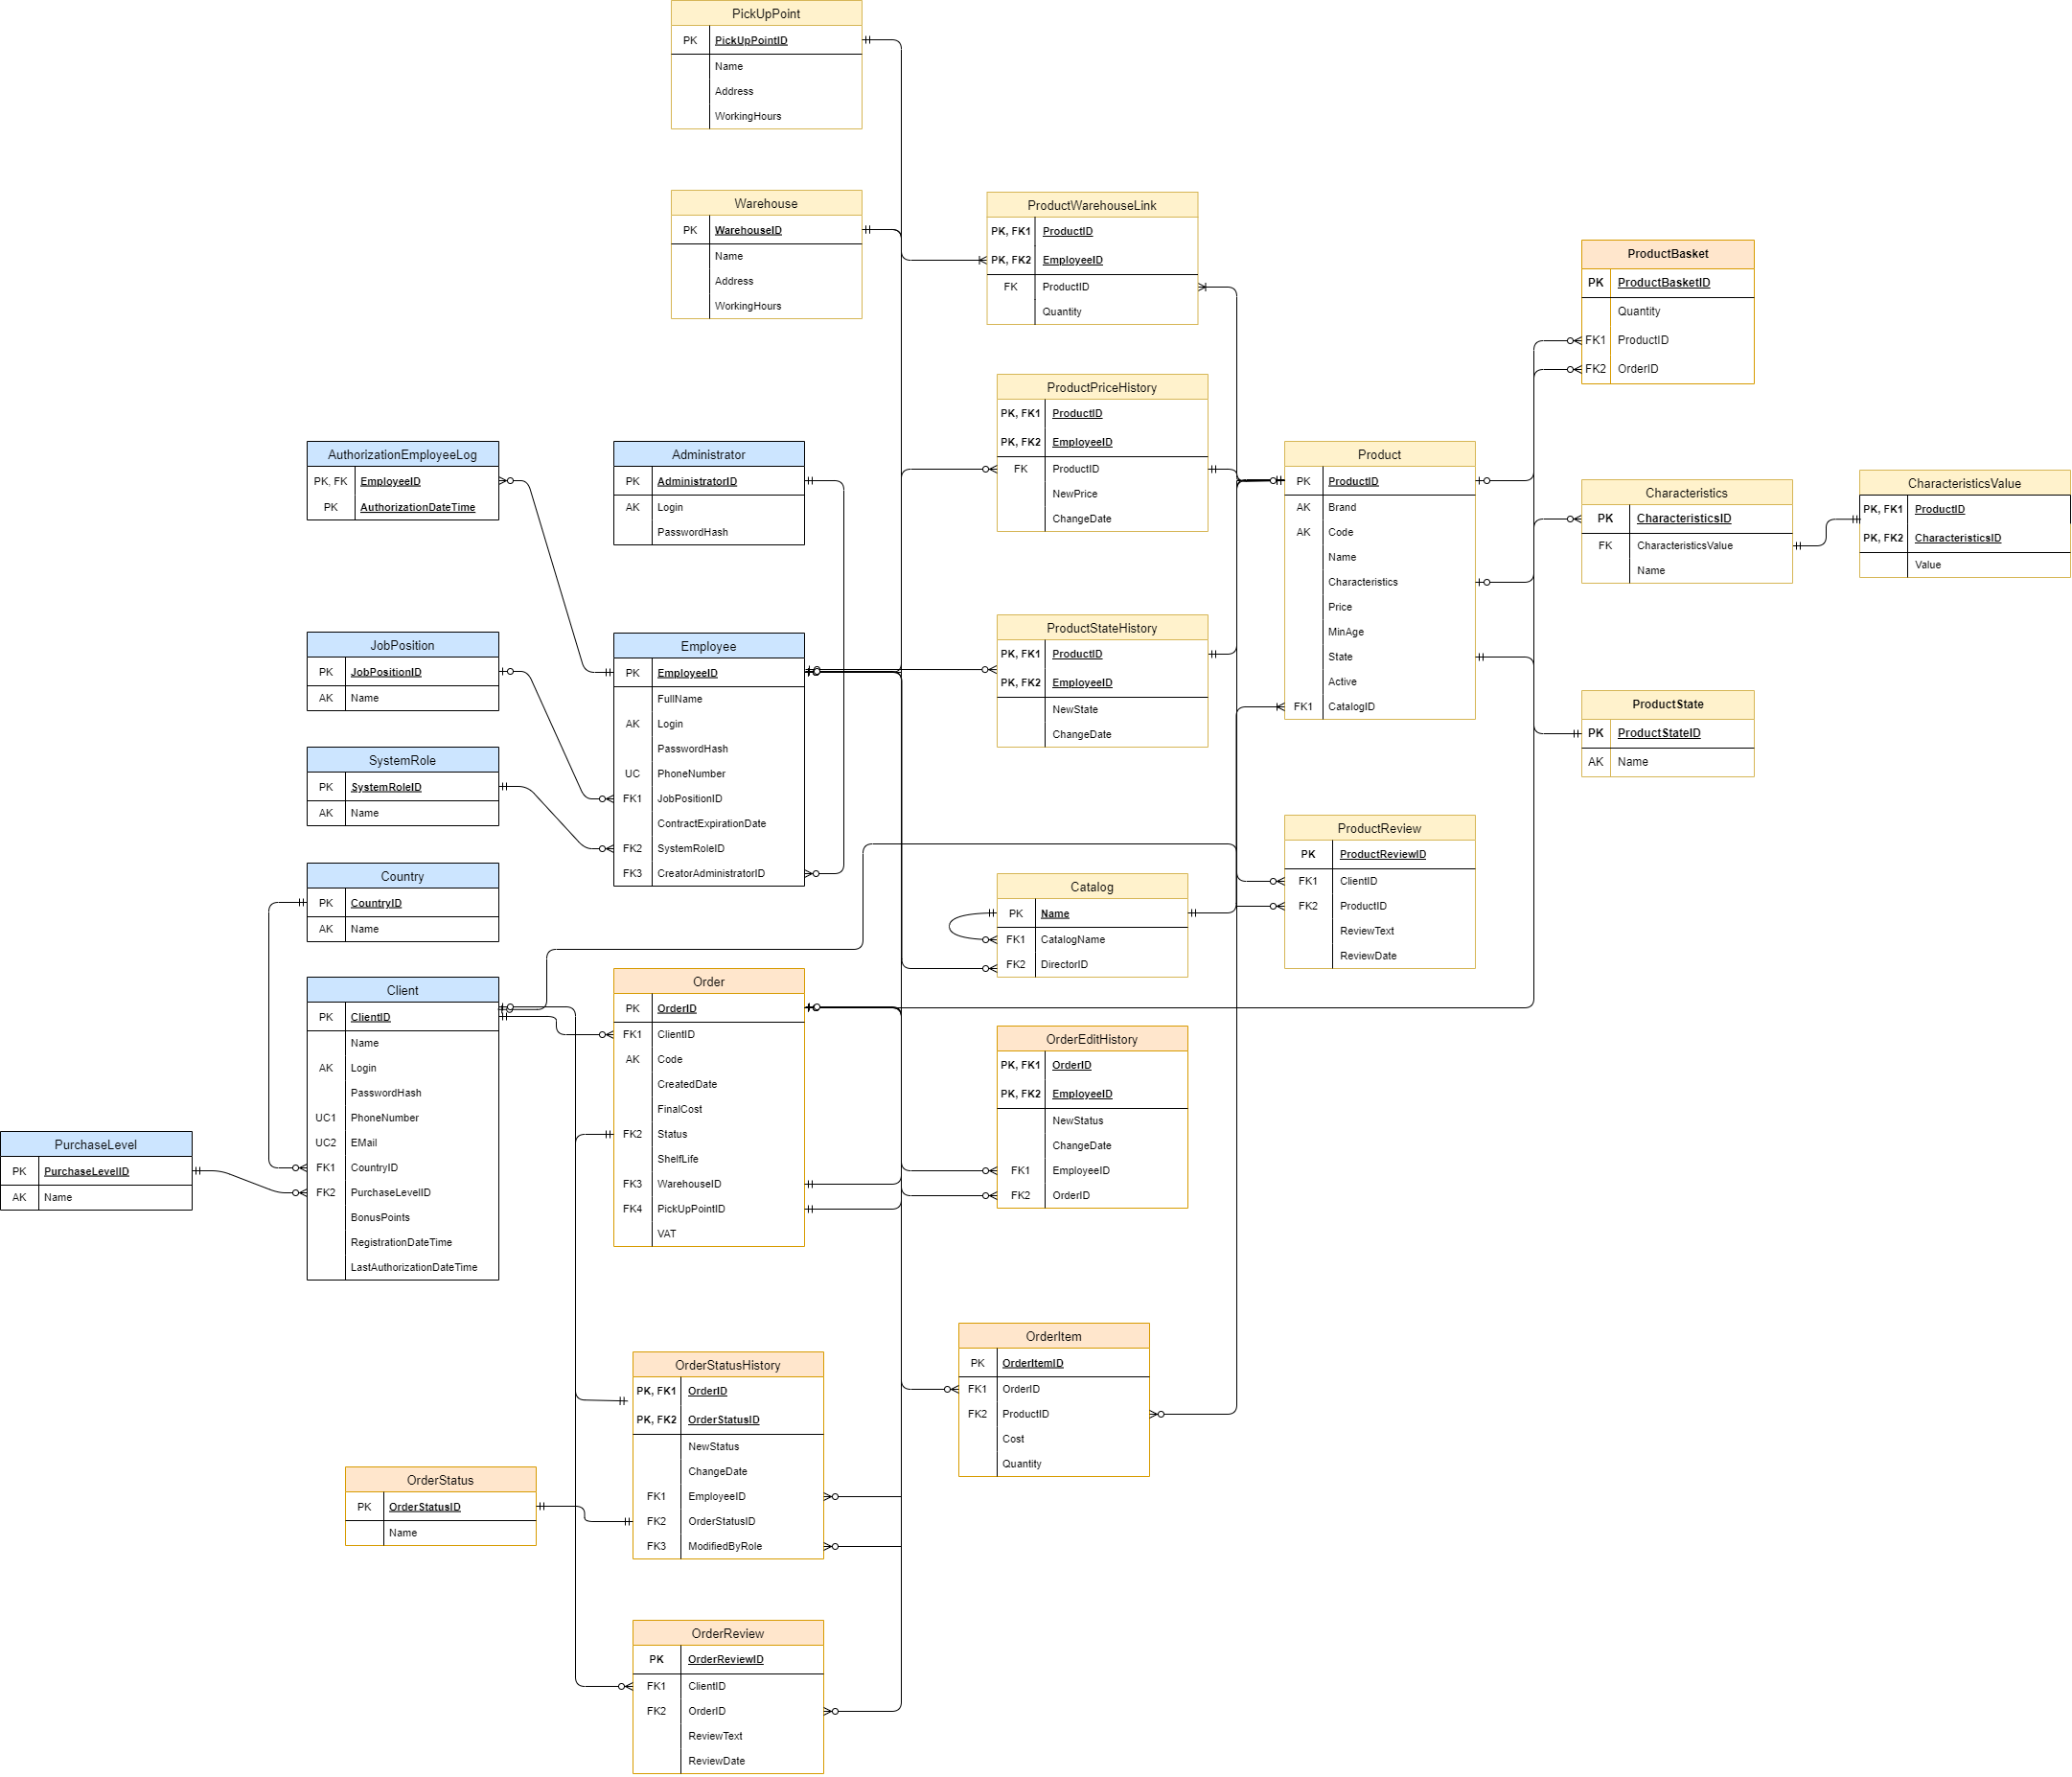 PickUpPoint
PK PickUpPointID
Name
Address
WorkingHours
Warehouse
PK WarehouseID
Name
Address
WorkingHours
ProductWarehouseLink
PK, FK1 ProductID
PK, FK2 EmployeeID
FK ProductID
Quantity
ProductBasket
PK ProductBasketID
Quantity
FK1 ProductID
FK2 OrderID
ProductPriceHistory
PK, FK1 ProductID
PK, FK2 EmployeeID
FK ProductID
NewPrice
ChangeDate
AuthorizationEmployeeLog
PK, FK EmployeeID
PK AuthorizationDateTime
Administrator
PK AdministratorID
AK Login
PasswordHash
Product
PK ProductID
AK Brand
AK Code
Name
Characteristics
Price
MinAge
State
Active
FK1 CatalogID
Characteristics
PK CharacteristicsID
FK CharacteristicsValue
Name
CharacteristicsValue
PK, FK1 ProductID
PK, FK2 CharacteristicsID
Value
JobPosition
PK JobPositionID
AK Name
Employee
PK EmployeeID
FullName
AK Login
PasswordHash
UC PhoneNumber
FK1 JobPositionID
ContractExpirationDate
FK2 SystemRoleID
FK3 CreatorAdministratorID
ProductStateHistory
PK, FK1 ProductID
PK, FK2 EmployeeID
NewState
ChangeDate
ProductState
PK ProductStateID
AK Name
SystemRole
PK SystemRoleID
AK Name
ProductReview
PK ProductReviewID
FK1 ClientID
FK2 ProductID
ReviewText
ReviewDate
Country
PK CountryID
AK Name
Catalog
PK Name
FK1 CatalogName
FK2 DirectorID
Client
PK ClientID
Name
AK Login
PasswordHash
UC1 PhoneNumber
UC2 EMail
FK1 CountryID
FK2 PurchaseLevelID
BonusPoints
RegistrationDateTime
LastAuthorizationDateTime
Order
PK OrderID
FK1 ClientID
AK Code
CreatedDate
FinalCost
FK2 Status
ShelfLife
FK3 WarehouseID
FK4 PickUpPointID
VAT
OrderEditHistory
PK, FK1 OrderID
PK, FK2 EmployeeID
NewStatus
ChangeDate
FK1 EmployeeID
FK2 OrderID
PurchaseLevel
PK PurchaseLevelID
AK Name
OrderItem
PK OrderItemID
FK1 OrderID
FK2 ProductID
Cost
Quantity
OrderStatusHistory
PK, FK1 OrderID
PK, FK2 OrderStatusID
NewStatus
ChangeDate
FK1 EmployeeID
FK2 OrderStatusID
FK3 ModifiedByRole
OrderStatus
PK OrderStatusID
Name
OrderReview
PK OrderReviewID
FK1 ClientID
FK2 OrderID
ReviewText
ReviewDate